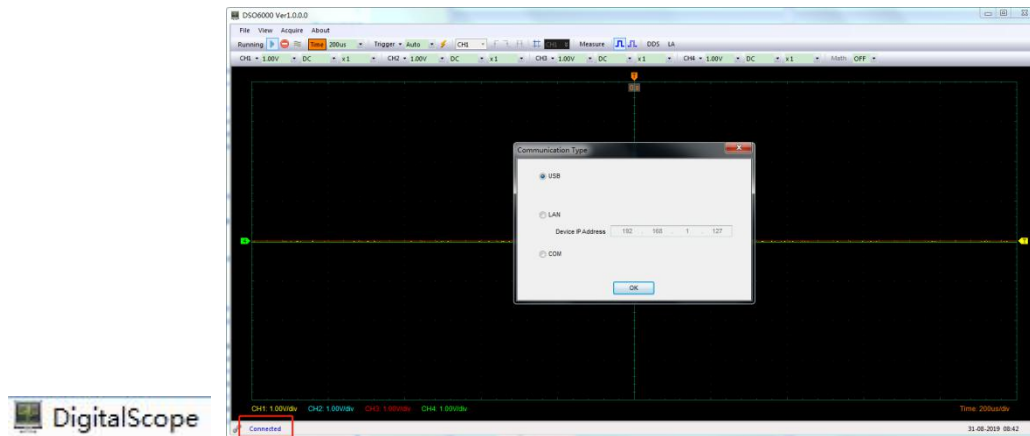 DSO6000 Ver1.0.0.0
File View Acquire About
Running Time 200us Trigger Auto CH1 CH1 Measure DDS LA
CH1 1.00V DC x1 CH2 1.00V DC x1 CH3 1.00V DC x1 CH4 1.00V DC x1 Math OFF
T
Communication Type
USB
LAN
Device IP Address 192 . 168 . 1 . 127
COM
OK
4
T
CH1: 1.00V/div CH2: 1.00V/div CH3: 1.00V/div CH4: 1.00V/div Time: 200us/div
Connected 31-08-2019 08:42
DigitalScope